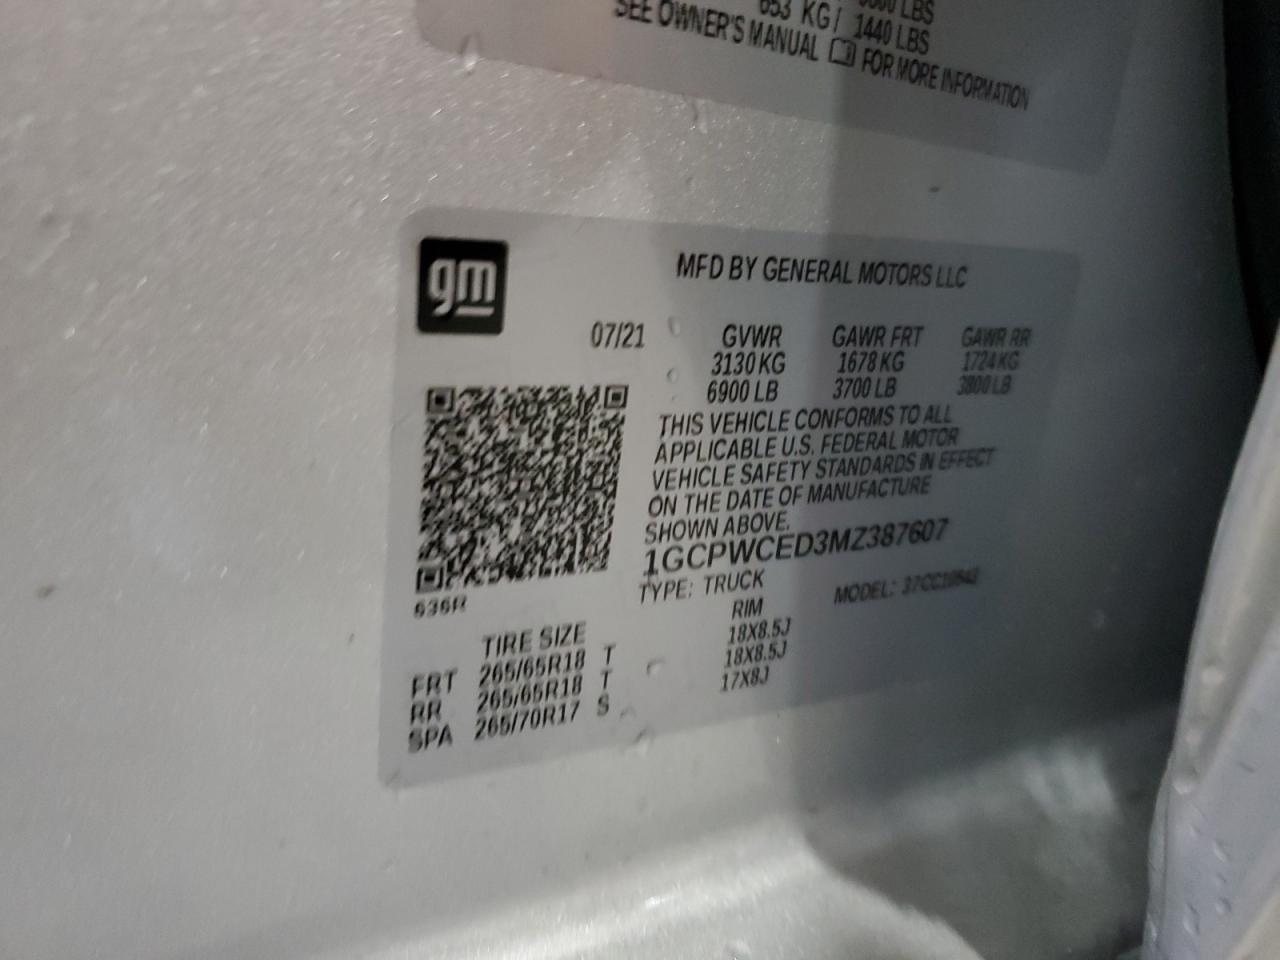 653 KG / 1440 LBS
SEE OWNER'S MANUAL FOR MORE INFORMATION
gm
MFD BY GENERAL MOTORS LLC
07/21 GVWR GAWR FRT GAWR RR
3130 KG 1678 KG 1724 KG
6900 LB 3700 LB 3800 LB
THIS VEHICLE CONFORMS TO ALL
APPLICABLE U.S. FEDERAL MOTOR
VEHICLE SAFETY STANDARDS IN EFFECT
ON THE DATE OF MANUFACTURE
SHOWN ABOVE.
1GCPWCED3MZ387607
TYPE: TRUCK MODEL:
636R
TIRE SIZE RIM
FRT 265/65R18 T 18X8.5J
RR 265/65R18 T 18X8.5J
SPA 265/70R17 S 17X8J